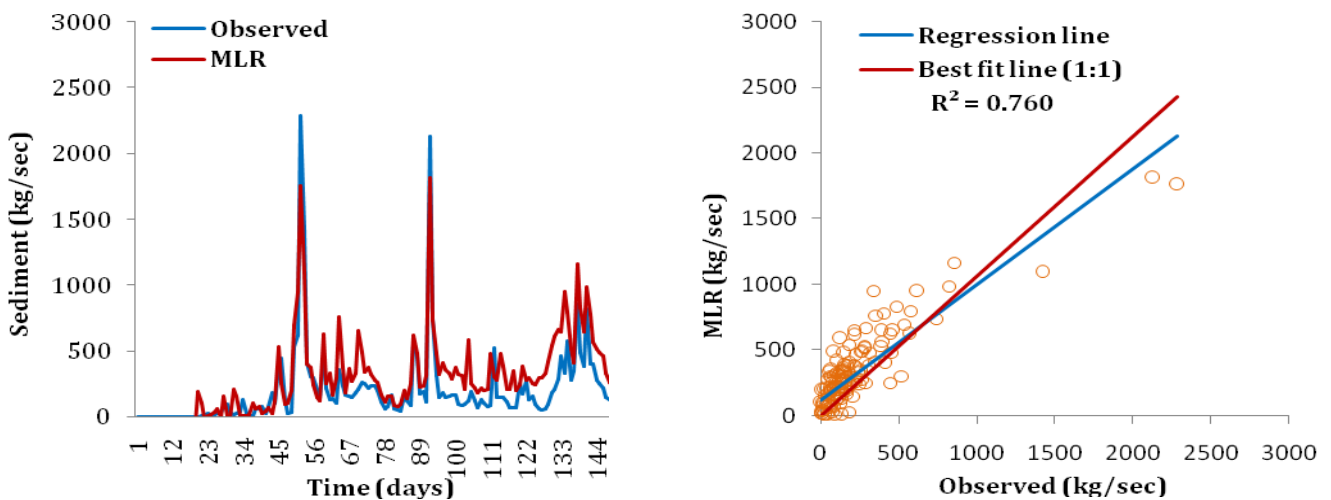 3000
2500
2000
1500
1000
500
0
Sediment (kg/sec)
Observed
MLR
1
12
23
34
45
56
67
78
89
100
111
122
133
144
Time (days)
3000
2500
2000
1500
1000
500
0
MLR (kg/sec)
Regression line
Best fit line (1:1)
R² = 0.760
0 500 1000 1500 2000 2500 3000
Observed (kg/sec)